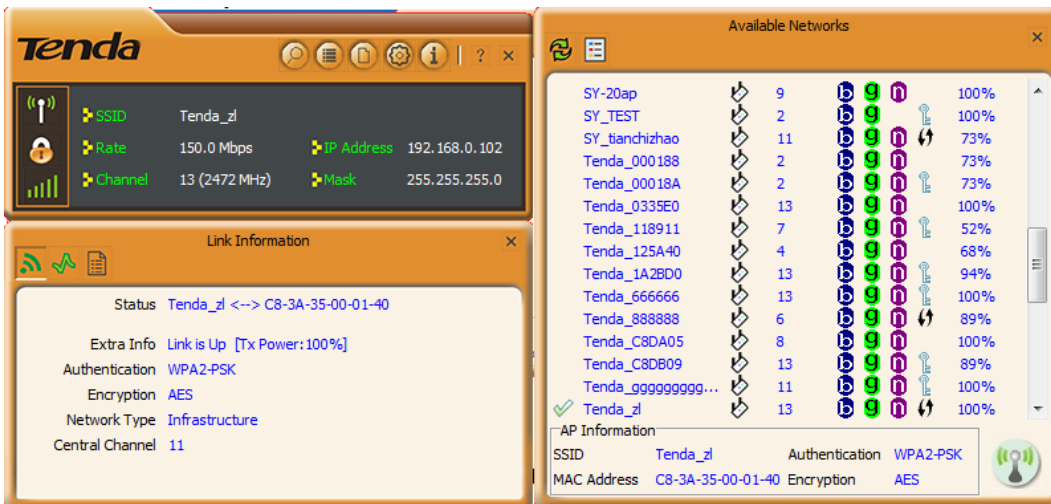 Tenda
? ×
SSID Tenda_zl
Rate 150.0 Mbps IP Address 192.168.0.102
Channel 13 (2472 MHz) Mask 255.255.255.0
Link Information ×
Status Tenda_zl <--> C8-3A-35-00-01-40
Extra Info Link is Up [Tx Power:100%]
Authentication WPA2-PSK
Encryption AES
Network Type Infrastructure
Central Channel 11
Available Networks ×
SY-20ap 9 b g n 100%
SY_TEST 2 b g 100%
SY_tianchizhao 11 b g n 73%
Tenda_000188 2 b g n 73%
Tenda_00018A 2 b g n 73%
Tenda_0335E0 13 b g n 100%
Tenda_118911 7 b g n 52%
Tenda_125A40 4 b g n 68%
Tenda_1A2BD0 13 b g n 94%
Tenda_666666 13 b g n 100%
Tenda_888888 6 b g n 89%
Tenda_C8DA05 8 b g n 100%
Tenda_C8DB09 13 b g n 89%
Tenda_ggggggggg... 11 b g n 100%
Tenda_zl 13 b g n 100%
AP Information
SSID Tenda_zl Authentication WPA2-PSK
MAC Address C8-3A-35-00-01-40 Encryption AES